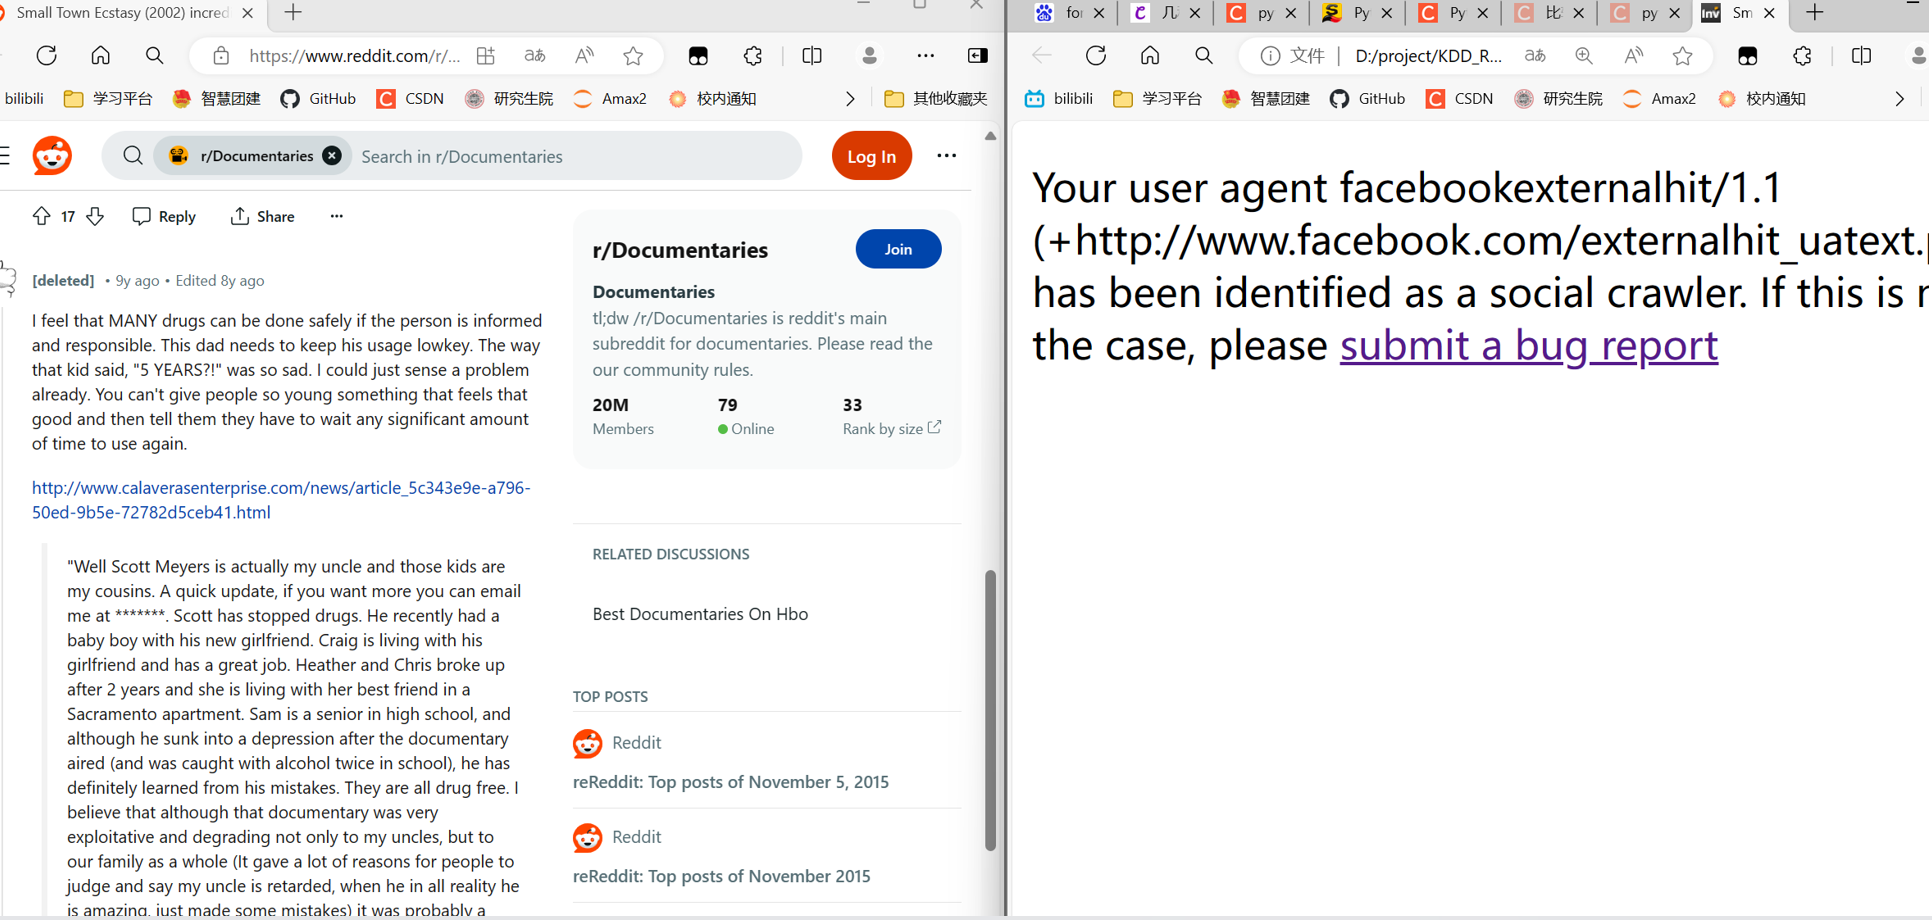 Small Town Ecstasy (2002) incred
https://www.reddit.com/r/...
bilibili 学习平台 智慧团建 GitHub CSDN 研究生院 Amax2 校内通知 其他收藏夹
r/Documentaries Search in r/Documentaries Log In
17 Reply Share
[deleted] • 9y ago • Edited 8y ago
I feel that MANY drugs can be done safely if the person is informed
and responsible. This dad needs to keep his usage lowkey. The way
that kid said, "5 YEARS?!" was so sad. I could just sense a problem
already. You can't give people so young something that feels that
good and then tell them they have to wait any significant amount
of time to use again.
http://www.calaverasenterprise.com/news/article_5c343e9e-a796-
50ed-9b5e-72782d5ceb41.html
"Well Scott Meyers is actually my uncle and those kids are
my cousins. A quick update, if you want more you can email
me at *******. Scott has stopped drugs. He recently had a
baby boy with his new girlfriend. Craig is living with his
girlfriend and has a great job. Heather and Chris broke up
after 2 years and she is living with her best friend in a
Sacramento apartment. Sam is a senior in high school, and
although he sunk into a depression after the documentary
aired (and was caught with alcohol twice in school), he has
definitely learned from his mistakes. They are all drug free. I
believe that although that documentary was very
exploitative and degrading not only to my uncles, but to
our family as a whole (It gave a lot of reasons for people to
judge and say my uncle is retarded, when he in all reality he
is amazing, just made some mistakes) it was probably a
r/Documentaries Join
Documentaries
tl;dw /r/Documentaries is reddit's main
subreddit for documentaries. Please read the
our community rules.
20M 79 33
Members Online Rank by size
RELATED DISCUSSIONS
Best Documentaries On Hbo
TOP POSTS
Reddit
reReddit: Top posts of November 5, 2015
Reddit
reReddit: Top posts of November 2015
for 几 py Py Py 比 py Sm
文件 D:/project/KDD_R...
bilibili 学习平台 智慧团建 GitHub CSDN 研究生院 Amax2 校内通知
Your user agent facebookexternalhit/1.1
(+http://www.facebook.com/externalhit_uatext.p
has been identified as a social crawler. If this is n
the case, please submit a bug report